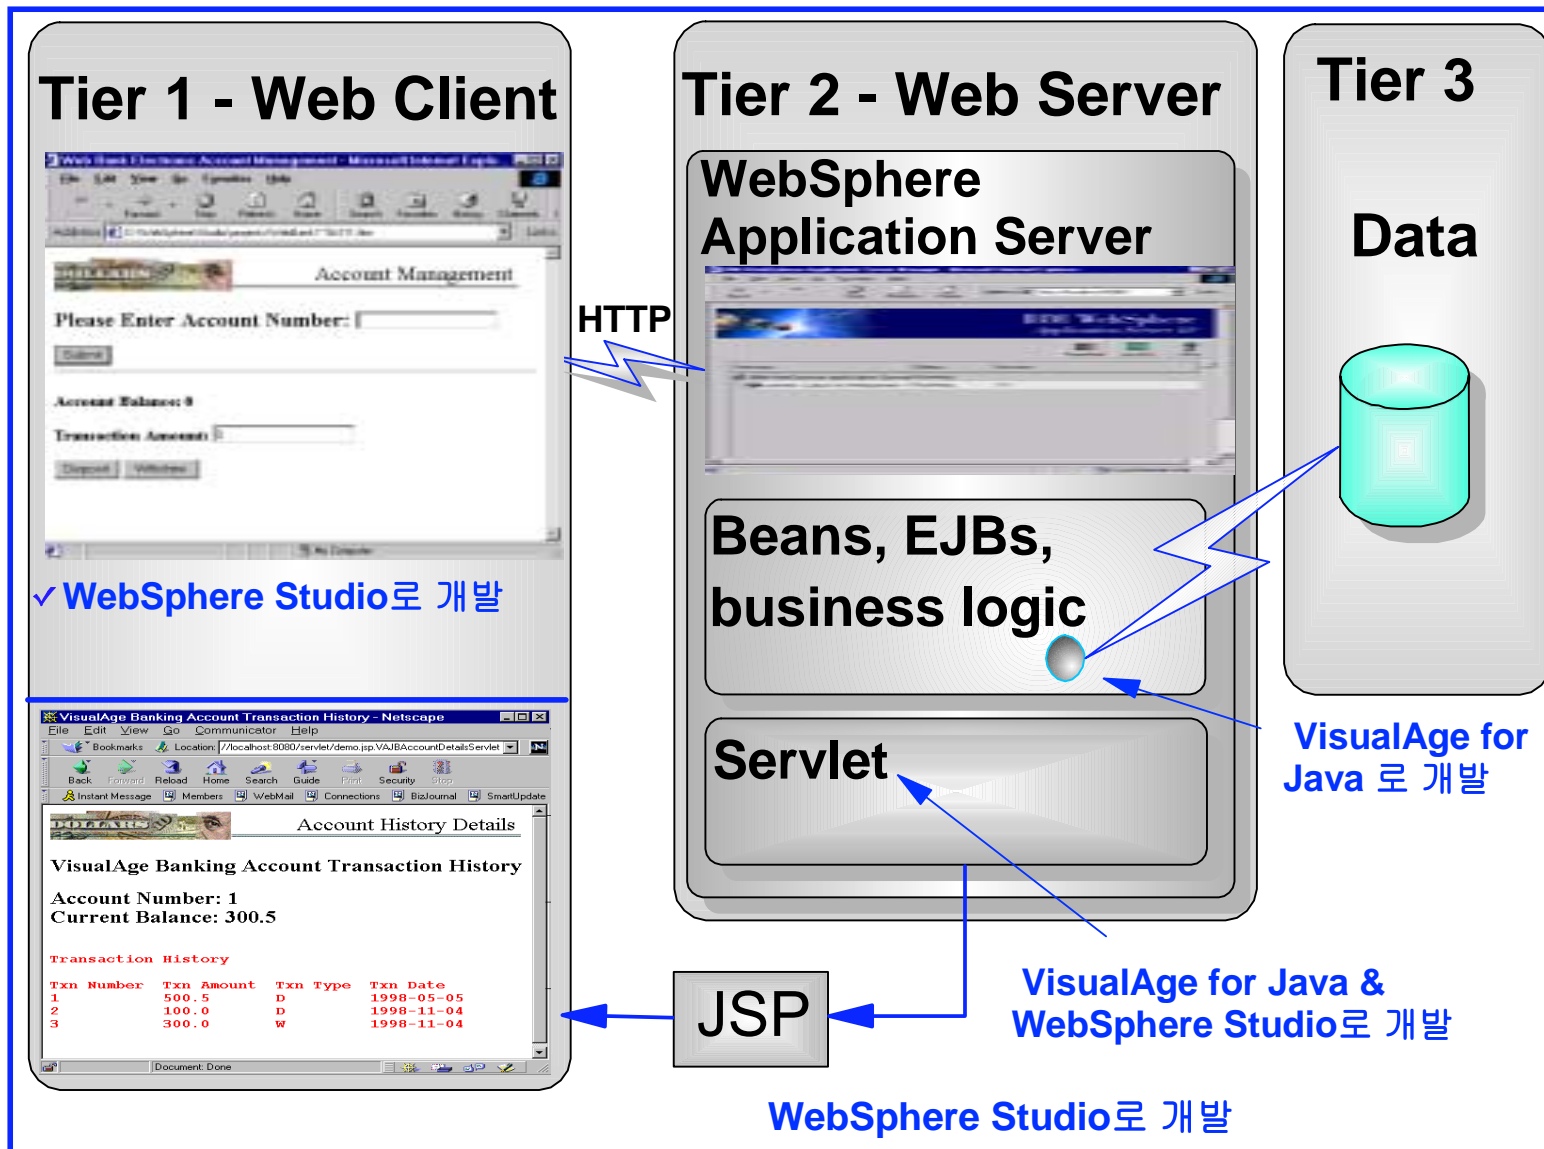 Tier 1 - Web Client
Account Management
Please Enter Account Number:
Submit
Account Balance: 0
Transaction Amount:
Deposit Withdraw
My Computer
✓ WebSphere Studio로 개발
VisualAge Banking Account Transaction History - Netscape
File Edit View Go Communicator Help
Bookmarks Location: //localhost:8080/servlet/demo.jsp.VAJBAccountDetailsServlet
Back Forward Reload Home Search Guide Print Security Stop
Instant Message Members WebMail Connections BizJournal SmartUpdate
DOLLARS
Account History Details
VisualAge Banking Account Transaction History
Account Number: 1
Current Balance: 300.5
Transaction History
Txn Number Txn Amount Txn Type Txn Date
1 500.5 D 1998-05-05
2 100.0 D 1998-11-04
3 300.0 W 1998-11-04
Document: Done
HTTP
Tier 2 - Web Server
WebSphere
Application Server
Beans, EJBs,
business logic
Servlet
JSP
Tier 3
Data
VisualAge for
Java 로 개발
VisualAge for Java &
WebSphere Studio로 개발
WebSphere Studio로 개발